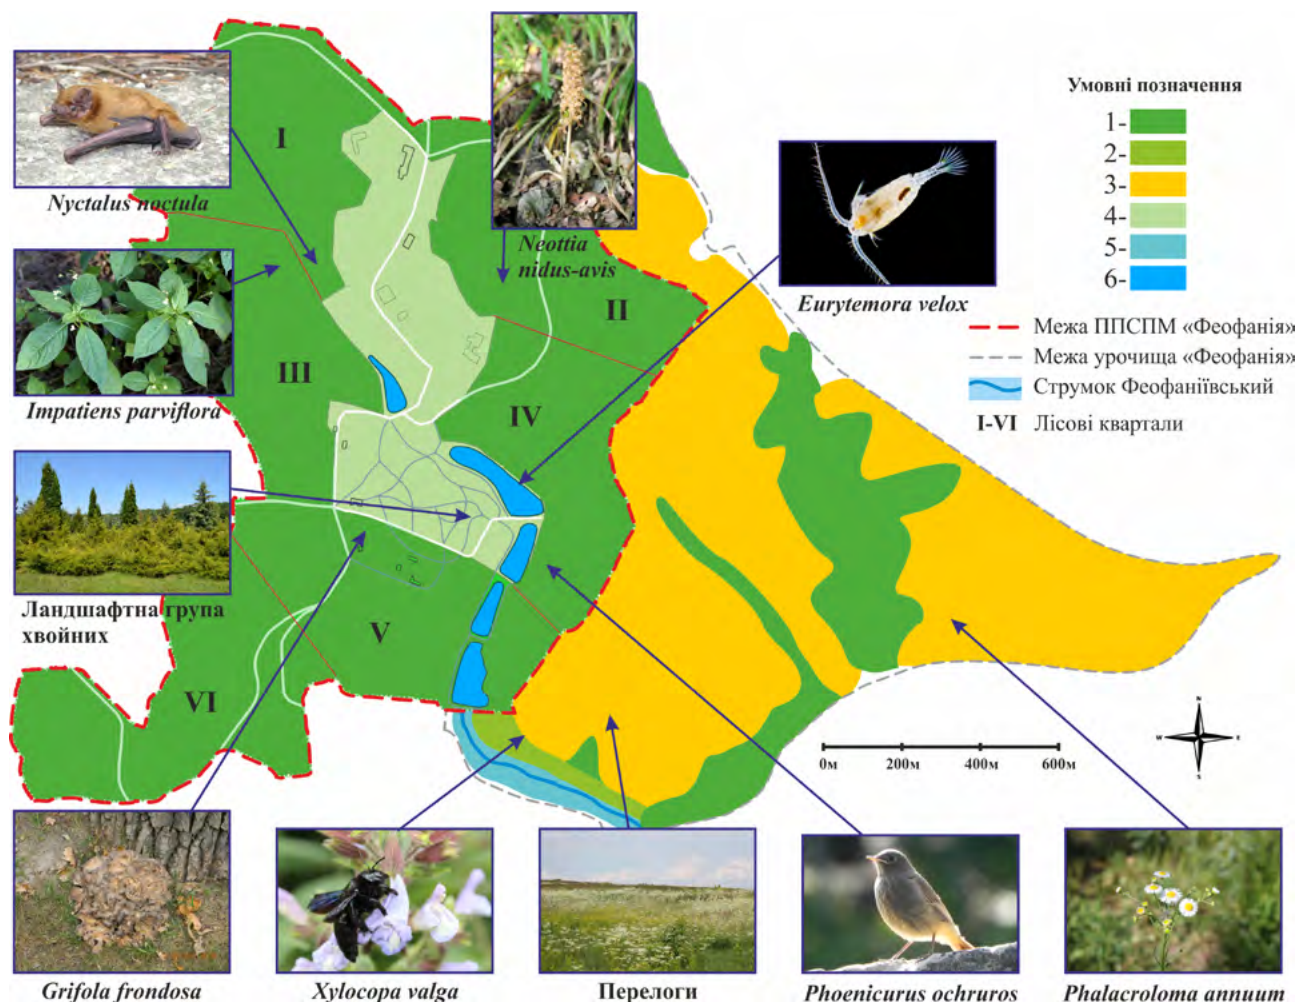 Умовні позначення
1-
2-
3-
4-
5-
6-
Межа ППСПМ «Феофанія»
Межа урочища «Феофанія»
Струмок Феофаніївський
I-VI Лісові квартали
I
Nyctalus noctula
Neottia
nidus-avis
Eurytemora velox
II
Impatiens parviflora
III
IV
Ландшафтна група
хвойних
V
VI
N
W
E
S
0м
200м
400м
600м
Grifola frondosa
Xylocopa valga
Перелоги
Phoenicurus ochruros
Phalacroloma annuum